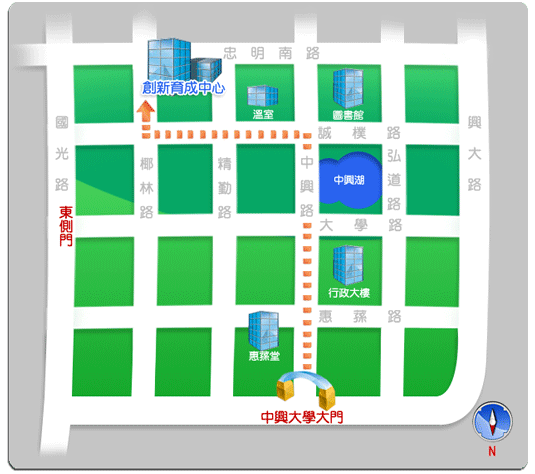 忠明南路
創新育成中心
溫室
圖書館
誠樸路
國光路
興大路
椰林路
精勤路
中興路
弘道路
中興湖
東側門
大學路
行政大樓
惠蓀路
惠蓀堂
中興大學大門
N